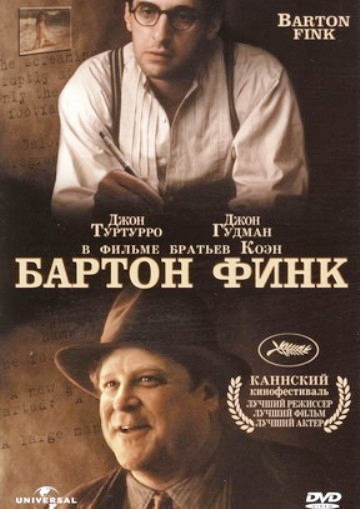 BARTON
FINK
ДЖОН
ТУРТУРРО
ДЖОН
ГУДМАН
В ФИЛЬМЕ БРАТЬЕВ КОЭН
БАРТОН ФИНК
КАННСКИЙ
КИНОФЕСТИВАЛЬ
ЛУЧШИЙ РЕЖИССЕР
ЛУЧШИЙ ФИЛЬМ
ЛУЧШИЙ АКТЕР
UNIVERSAL
DVD
VIDEO